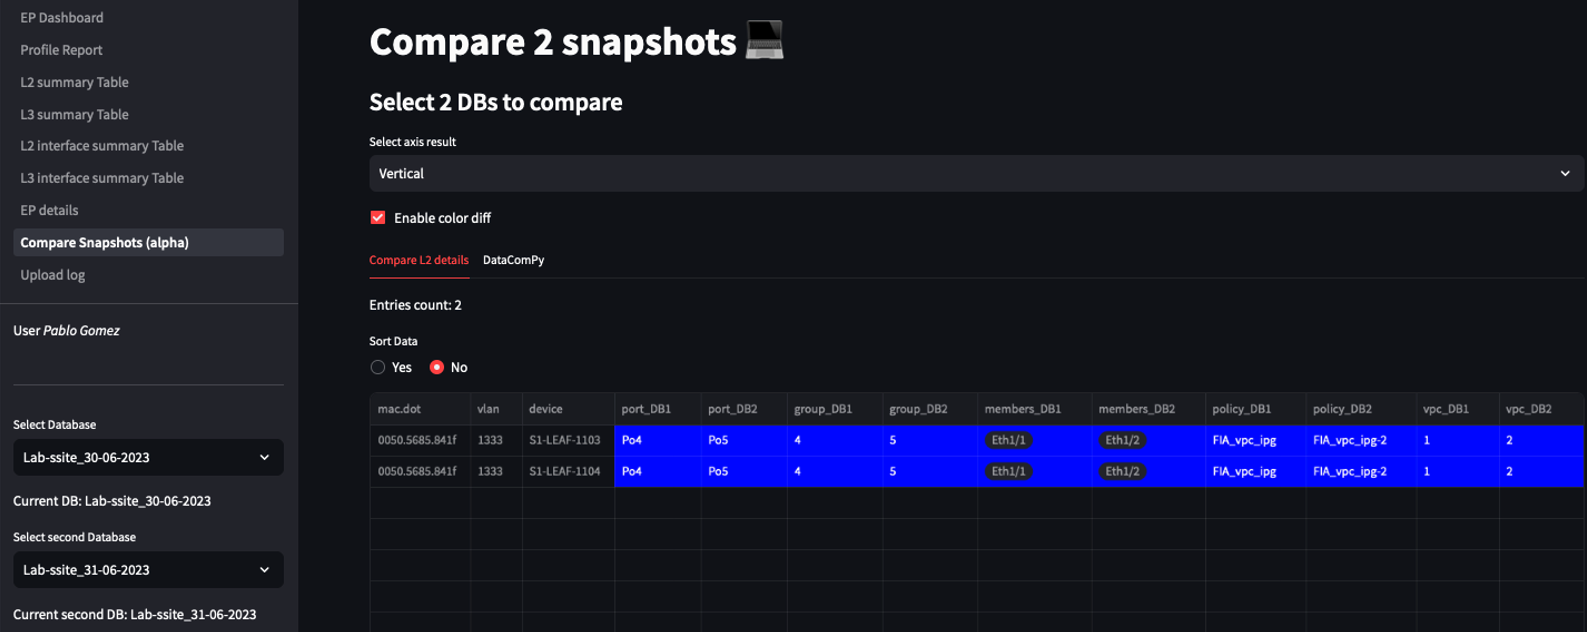 EP Dashboard
Profile Report
L2 summary Table
L3 summary Table
L2 interface summary Table
L3 interface summary Table
EP details
Compare Snapshots (alpha)
Upload log
User Pablo Gomez
Select Database
Lab-ssite_30-06-2023
Current DB: Lab-ssite_30-06-2023
Select second Database
Lab-ssite_31-06-2023
Current second DB: Lab-ssite_31-06-2023
Compare 2 snapshots
Select 2 DBs to compare
Select axis result
Vertical
Enable color diff
Compare L2 details DataComPy
Entries count: 2
Sort Data
Yes No
mac.dot vlan device port_DB1 port_DB2 group_DB1 group_DB2 members_DB1 members_DB2 policy_DB1 policy_DB2 vpc_DB1 vpc_DB2
0050.5685.841f 1333 S1-LEAF-1103 Po4 Po5 4 5 Eth1/1 Eth1/2 FIA_vpc_ipg FIA_vpc_ipg-2 1 2
0050.5685.841f 1333 S1-LEAF-1104 Po4 Po5 4 5 Eth1/1 Eth1/2 FIA_vpc_ipg FIA_vpc_ipg-2 1 2